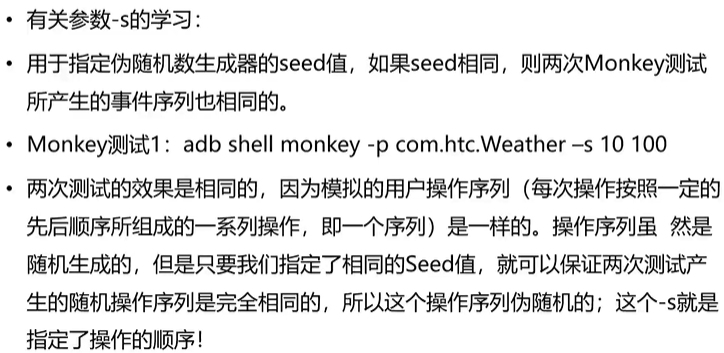 • 有关参数-s的学习：
• 用于指定伪随机数生成器的seed值，如果seed相同，则两次Monkey测试
所产生的事件序列也相同的。
• Monkey测试1：adb shell monkey -p com.htc.Weather –s 10 100
• 两次测试的效果是相同的，因为模拟的用户操作序列（每次操作按照一定的
先后顺序所组成的一系列操作，即一个序列）是一样的。操作序列虽 然是
随机生成的，但是只要我们指定了相同的Seed值，就可以保证两次测试产
生的随机操作序列是完全相同的，所以这个操作序列伪随机的；这个-s就是
指定了操作的顺序！